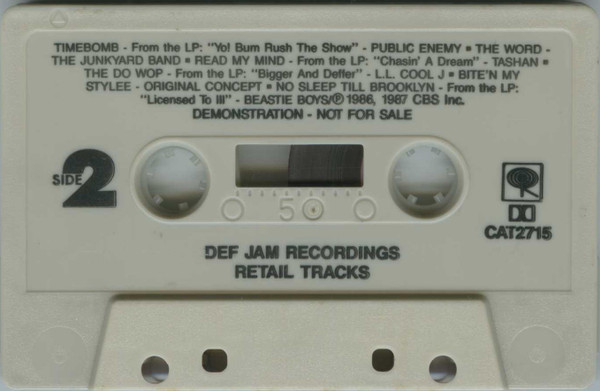 TIMEBOMB - From the LP: "Yo! Bum Rush The Show" - PUBLIC ENEMY ▪ THE WORD -
THE JUNKYARD BAND ▪ READ MY MIND - From the LP: "Chasin' A Dream" - TASHAN ▪
THE DO WOP - From the LP: "Bigger And Deffer" - L.L. COOL J ▪ BITE'N MY
STYLEE - ORIGINAL CONCEPT ▪ NO SLEEP TILL BROOKLYN - From the LP:
"Licensed To Ill" - BEASTIE BOYS/℗ 1986, 1987 CBS Inc.
DEMONSTRATION - NOT FOR SALE
SIDE 2
50
CAT2715
DEF JAM RECORDINGS
RETAIL TRACKS